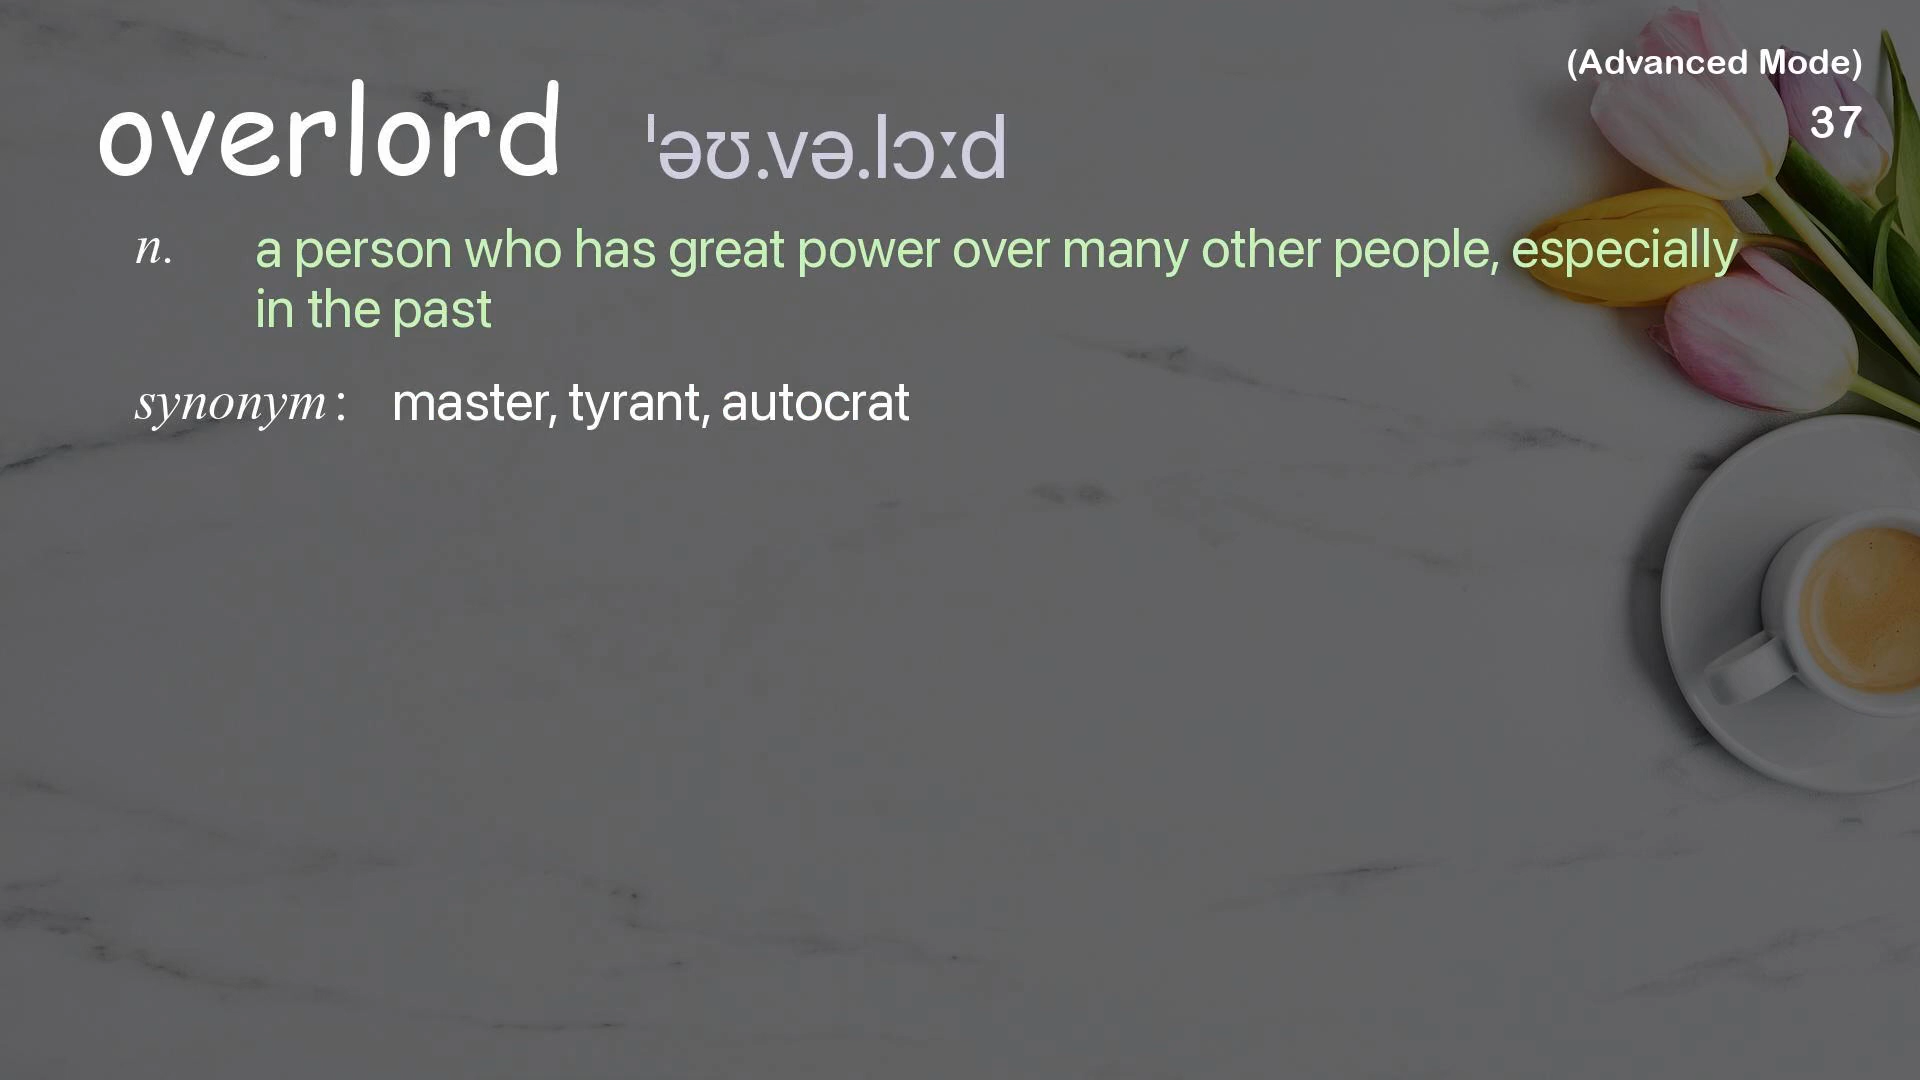 (Advanced Mode)
37
overlord ˈəʊ.və.lɔːd
n. a person who has great power over many other people, especially
in the past
synonym: master, tyrant, autocrat